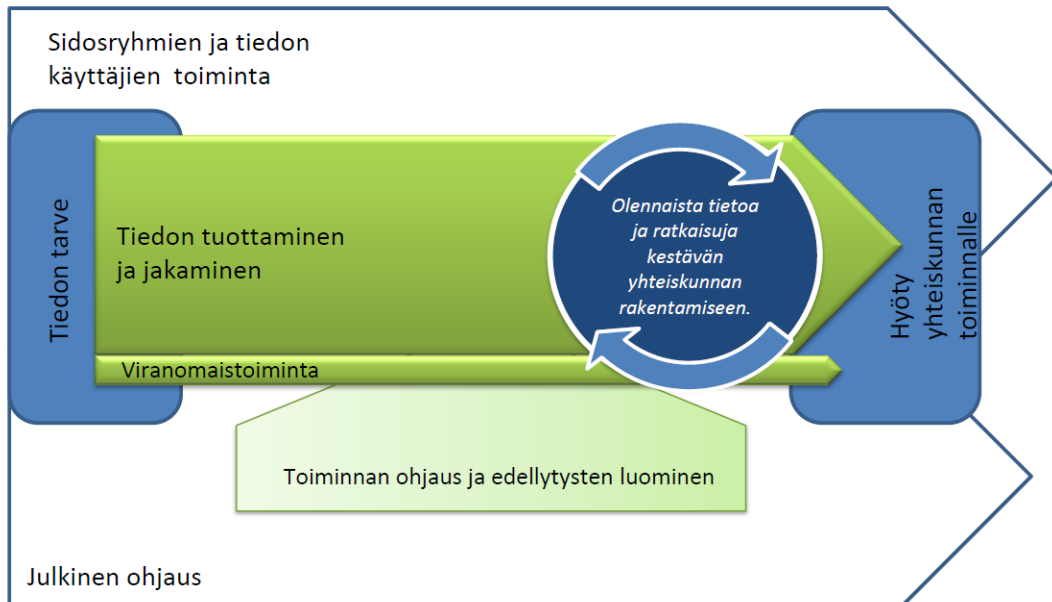 Sidosryhmien ja tiedon
käyttäjien toiminta
Tiedon tarve
Tiedon tuottaminen
ja jakaminen
Olennaista tietoa
ja ratkaisuja
kestävän
yhteiskunnan
rakentamiseen.
Hyöty
yhteiskunnan
toiminnalle
Viranomaistoiminta
Toiminnan ohjaus ja edellytysten luominen
Julkinen ohjaus